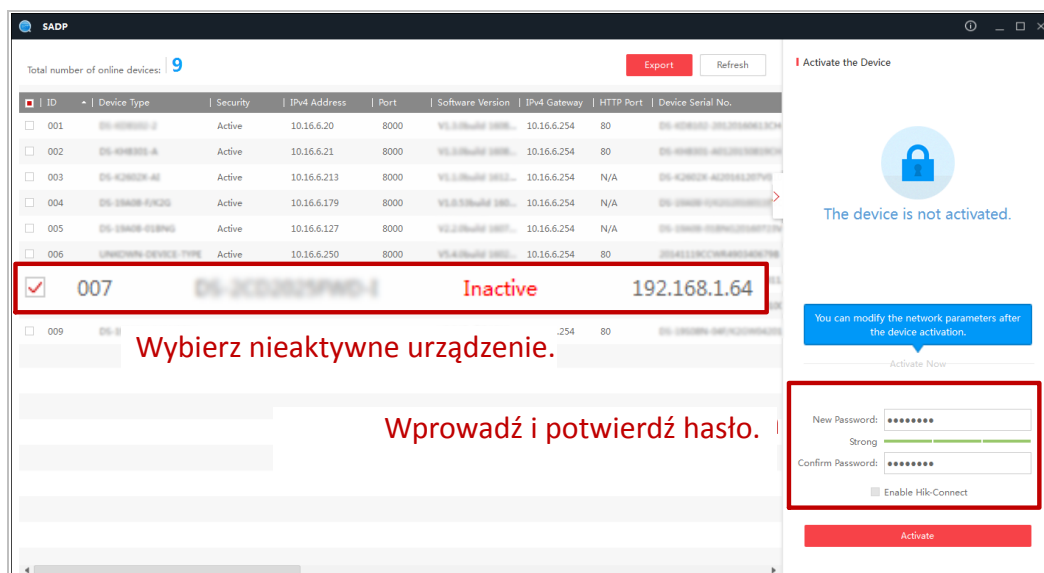 SADP
Total number of online devices: 9
Export Refresh
Activate the Device
ID Device Type Security IPv4 Address Port Software Version IPv4 Gateway HTTP Port Device Serial No.
001 Active 10.16.6.20 8000 10.16.6.254 80
002 Active 10.16.6.21 8000 10.16.6.254 80
003 Active 10.16.6.213 8000 10.16.6.254 N/A
004 Active 10.16.6.179 8000 10.16.6.254 N/A
005 Active 10.16.6.127 8000 10.16.6.254 N/A
006 Active 10.16.6.250 8000 10.16.6.254 80
The device is not activated.
007 Inactive 192.168.1.64
009 .254 80
Wybierz nieaktywne urządzenie.
You can modify the network parameters after
the device activation.
Activate Now
Wprowadź i potwierdź hasło.
New Password: ●●●●●●●●
Strong
Confirm Password: ●●●●●●●●
Enable Hik-Connect
Activate